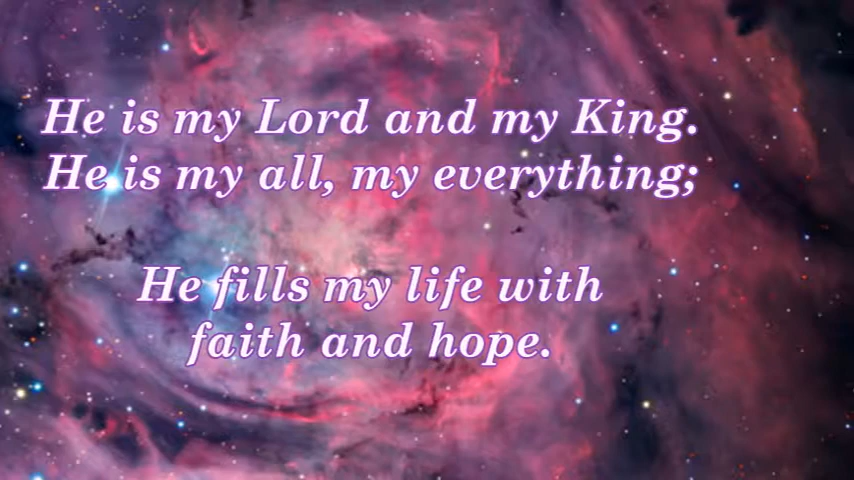 He is my Lord and my King.
He is my all, my everything;
He fills my life with
faith and hope.